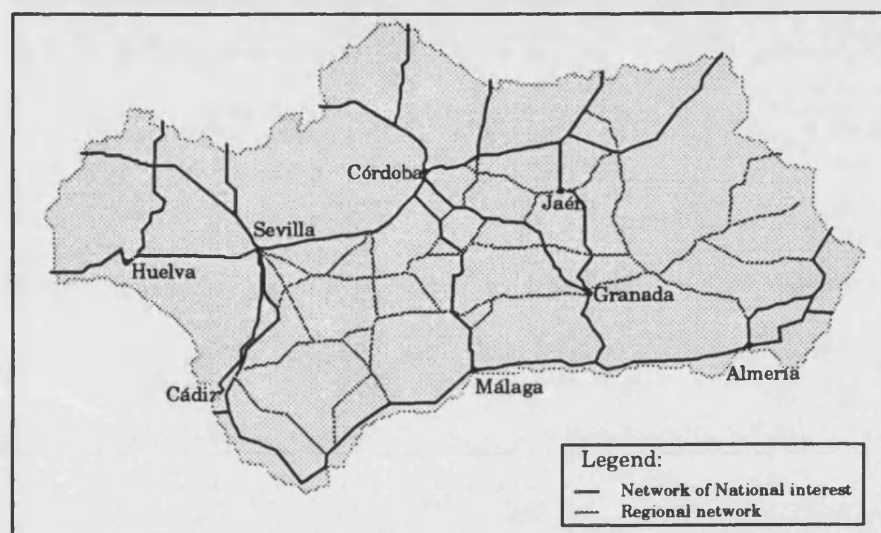 Córdoba
Jaén
Sevilla
Huelva
Granada
Cádiz
Málaga
Almería
Legend:
Network of National interest
Regional network